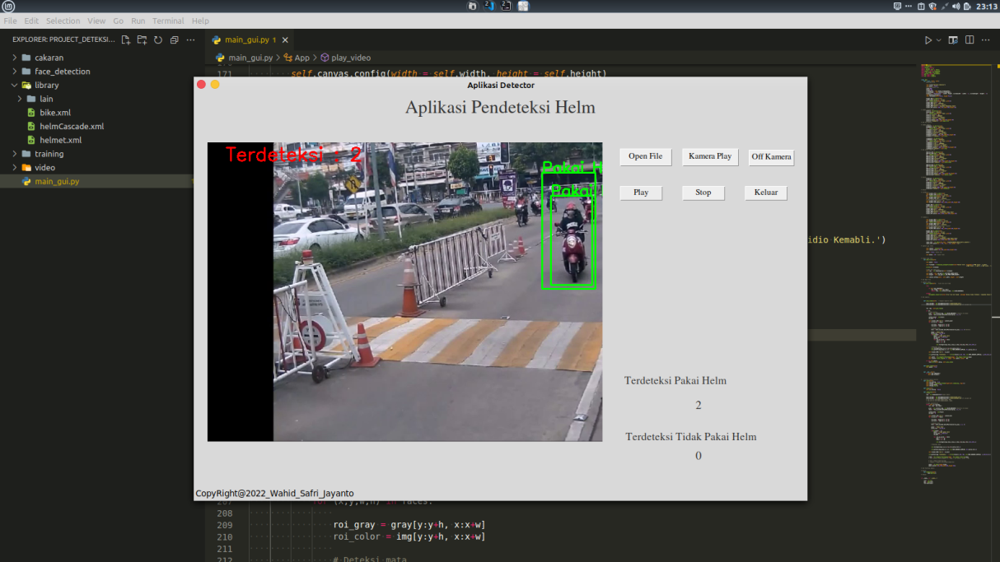 23:13
File Edit Selection View Go Run Terminal Help
EXPLORER: PROJECT_DETEKSI...
main_gui.py 1
main_gui.py > App > play_video
cakaran
face_detection
library
lain
bike.xml
helmCascade.xml
helmet.xml
training
video
main_gui.py
171 self.canvas.config(width = self.width, height = self.height)
Aplikasi Detector
Aplikasi Pendeteksi Helm
Terdeteksi : 2
Pakai H
Pakai
Open File Kamera Play Off Kamera
Play Stop Keluar
idio Kemabli.')
Terdeteksi Pakai Helm
2
Terdeteksi Tidak Pakai Helm
0
CopyRight@2022_Wahid_Safri_Jayanto
207 for (x,y,w,h) in faces:
208
209 roi_gray = gray[y:y+h, x:x+w]
210 roi_color = img[y:y+h, x:x+w]
211
212 # Deteksi mata